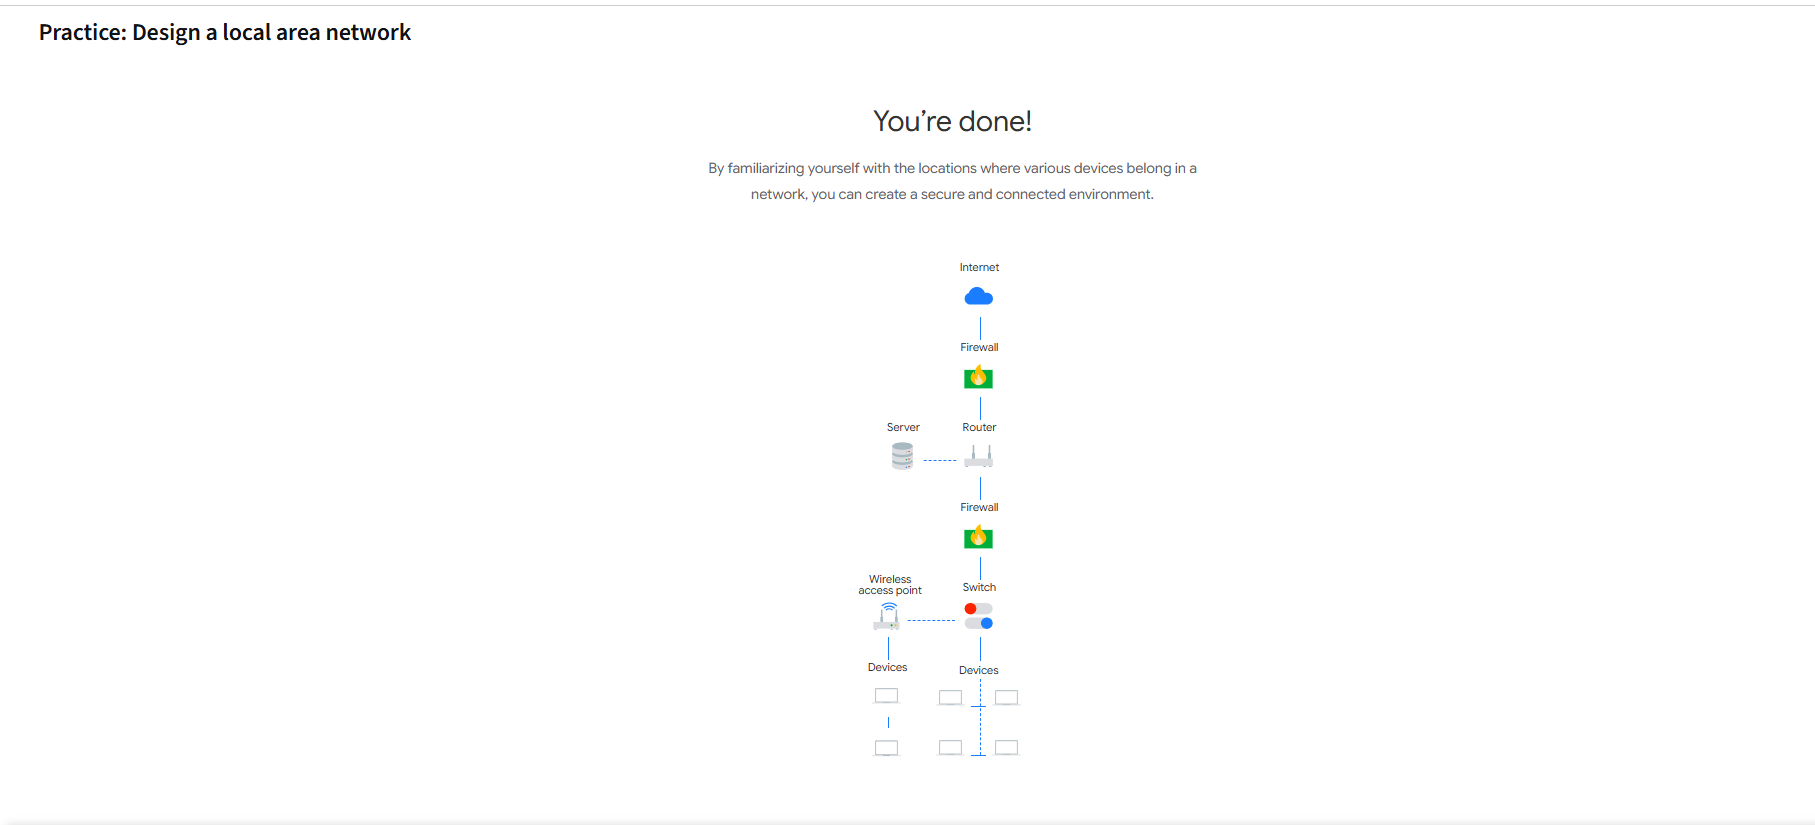 Practice: Design a local area network
You’re done!
By familiarizing yourself with the locations where various devices belong in a
network, you can create a secure and connected environment.
Internet
Firewall
Server
Router
Firewall
Wireless
access point
Switch
Devices
Devices